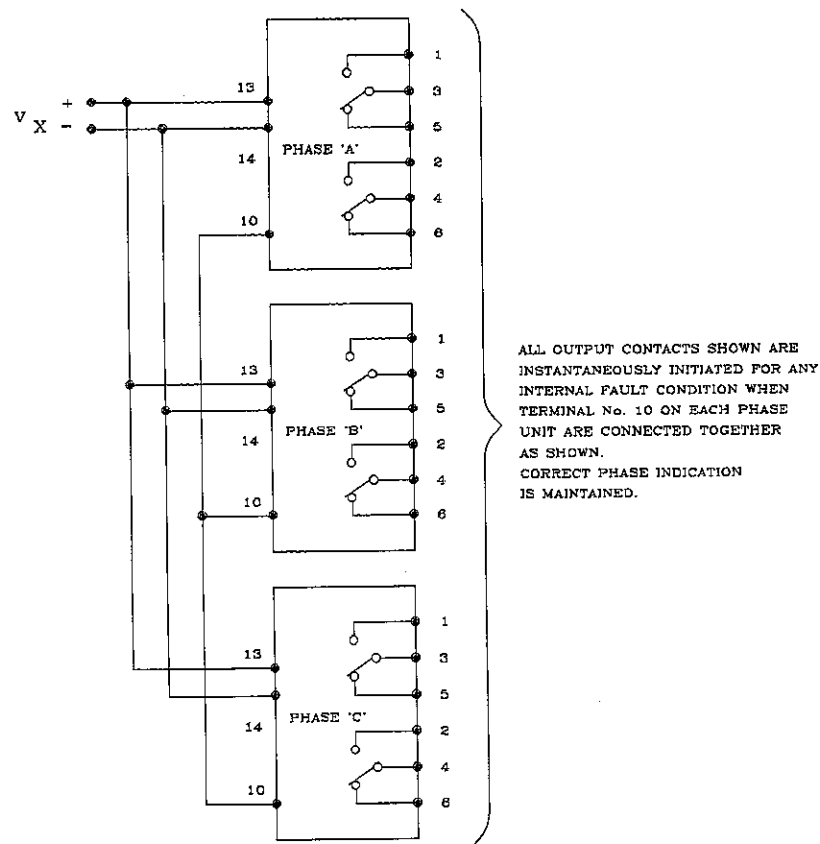 1
13
3
V X + -
5
PHASE 'A'
14
2
4
10
6
1
13
3
5
PHASE 'B'
14
2
4
10
6
1
13
3
5
PHASE 'C'
14
2
4
10
6
ALL OUTPUT CONTACTS SHOWN ARE
INSTANTANEOUSLY INITIATED FOR ANY
INTERNAL FAULT CONDITION WHEN
TERMINAL No. 10 ON EACH PHASE
UNIT ARE CONNECTED TOGETHER
AS SHOWN.
CORRECT PHASE INDICATION
IS MAINTAINED.